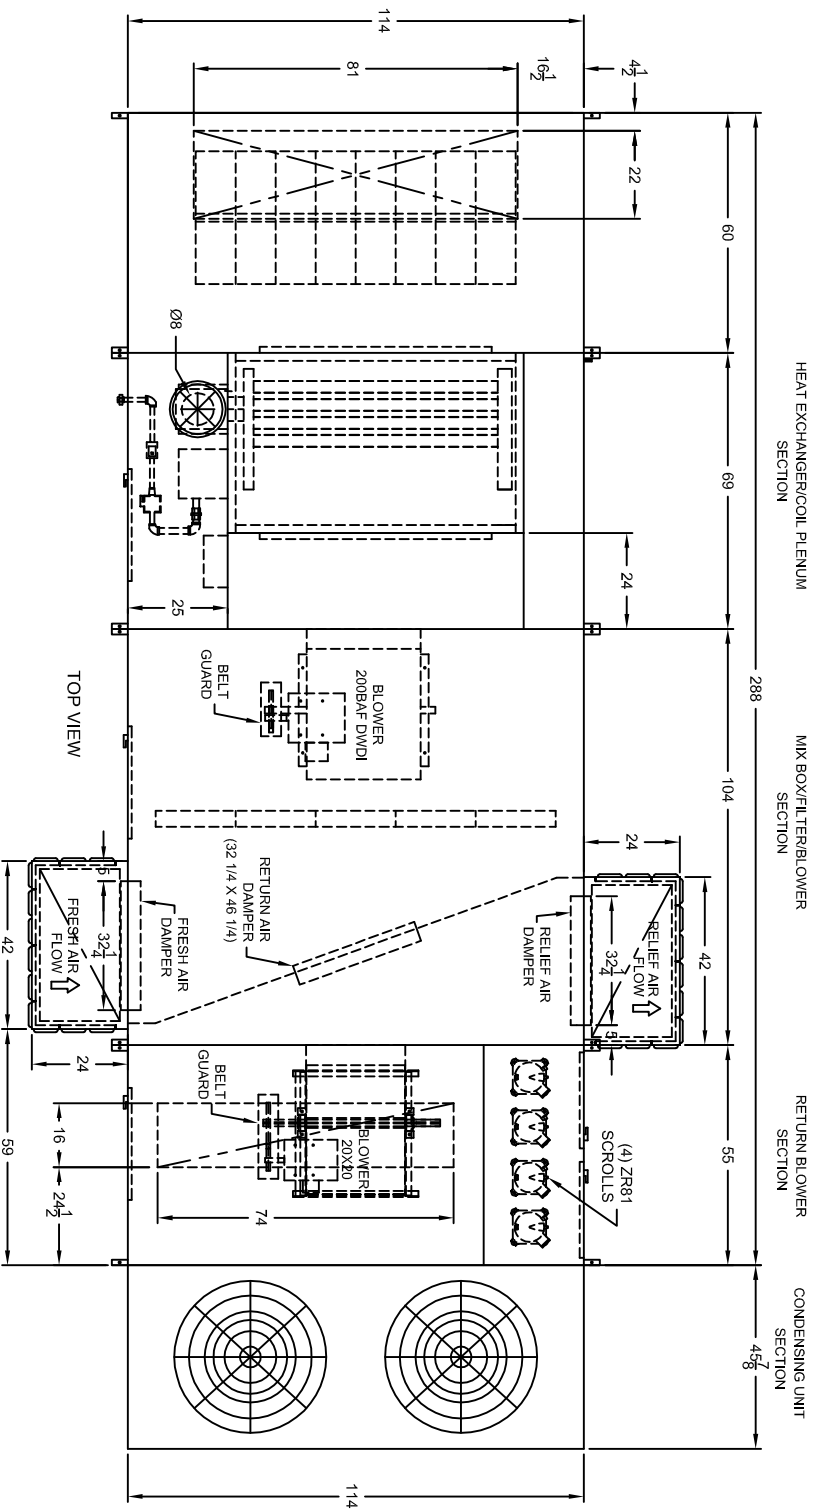 HEAT EXCHANGER/COIL PLENUM
SECTION
MIX BOX/FILTER/BLOWER
SECTION
RETURN BLOWER
SECTION
CONDENSING UNIT
SECTION
288
45 7/8
60
69
104
55
4 1/2
16 1/2
22
24
24
42
114
81
32 1/4
5
RELIEF AIR
FLOW
RELIEF AIR
DAMPER
(4) ZR81
SCROLLS
114
BLOWER
200BAF DWDI
BELT
GUARD
RETURN AIR
DAMPER
(32 1/4 X 46 1/4)
BLOWER
20X20
BELT
GUARD
74
Ø8
25
FRESH AIR
DAMPER
5
32 1/4
FRESH AIR
FLOW
42
24
16
24 1/2
59
TOP VIEW